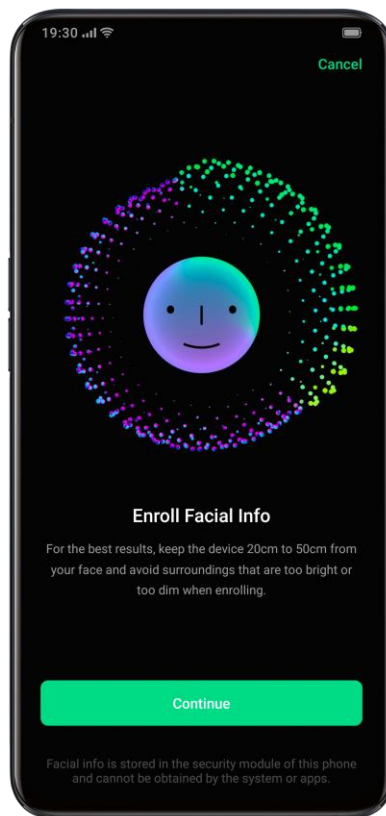 19:30
Cancel
Enroll Facial Info
For the best results, keep the device 20cm to 50cm from
your face and avoid surroundings that are too bright or
too dim when enrolling.
Continue
Facial info is stored in the security module of this phone
and cannot be obtained by the system or apps.